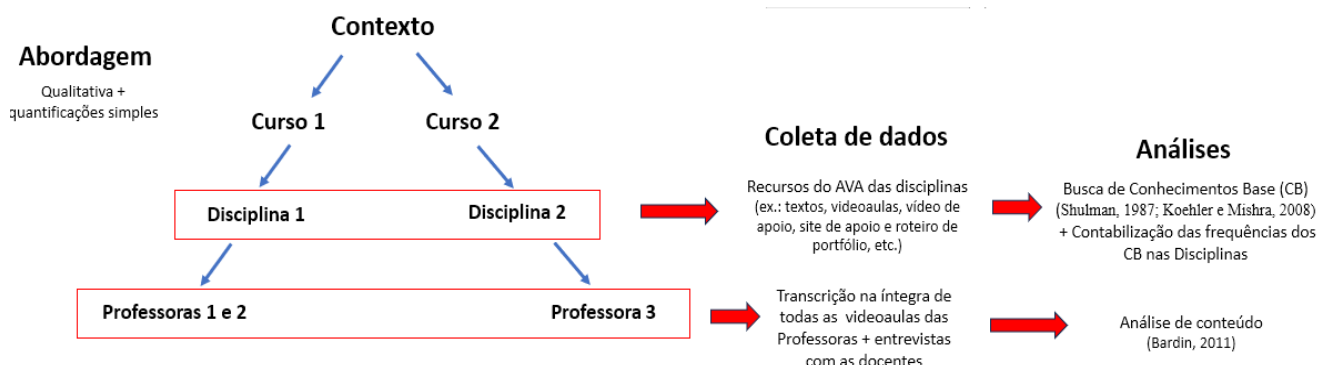 Contexto
Abordagem
Qualitativa +
quantificações simples
Curso 1
Curso 2
Disciplina 1
Disciplina 2
Professoras 1 e 2
Professora 3
Coleta de dados
Recursos do AVA das disciplinas
(ex.: textos, videoaulas, vídeo de
apoio, site de apoio e roteiro de
portfólio, etc.)
Transcrição na íntegra de
todas as videoaulas das
Professoras + entrevistas
com as docentes
Análises
Busca de Conhecimentos Base (CB)
(Shulman, 1987; Koehler e Mishra, 2008)
+ Contabilização das frequências dos
CB nas Disciplinas
Análise de conteúdo
(Bardin, 2011)